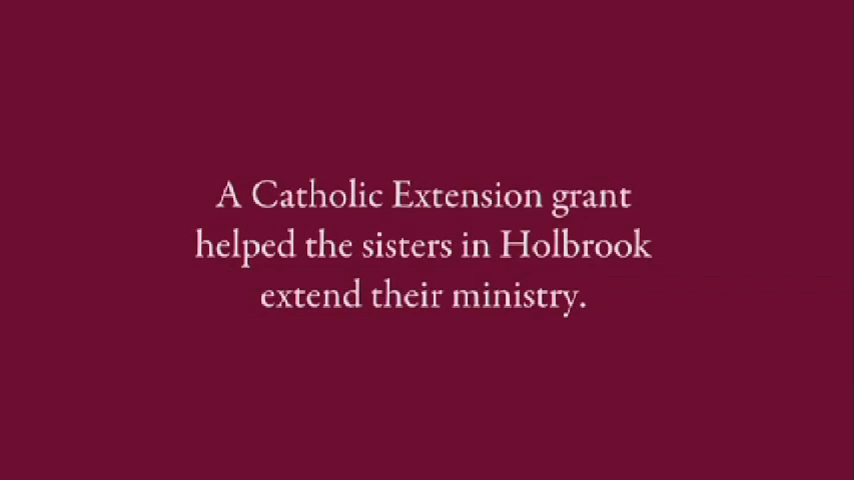 A Catholic Extension grant
helped the sisters in Holbrook
extend their ministry.